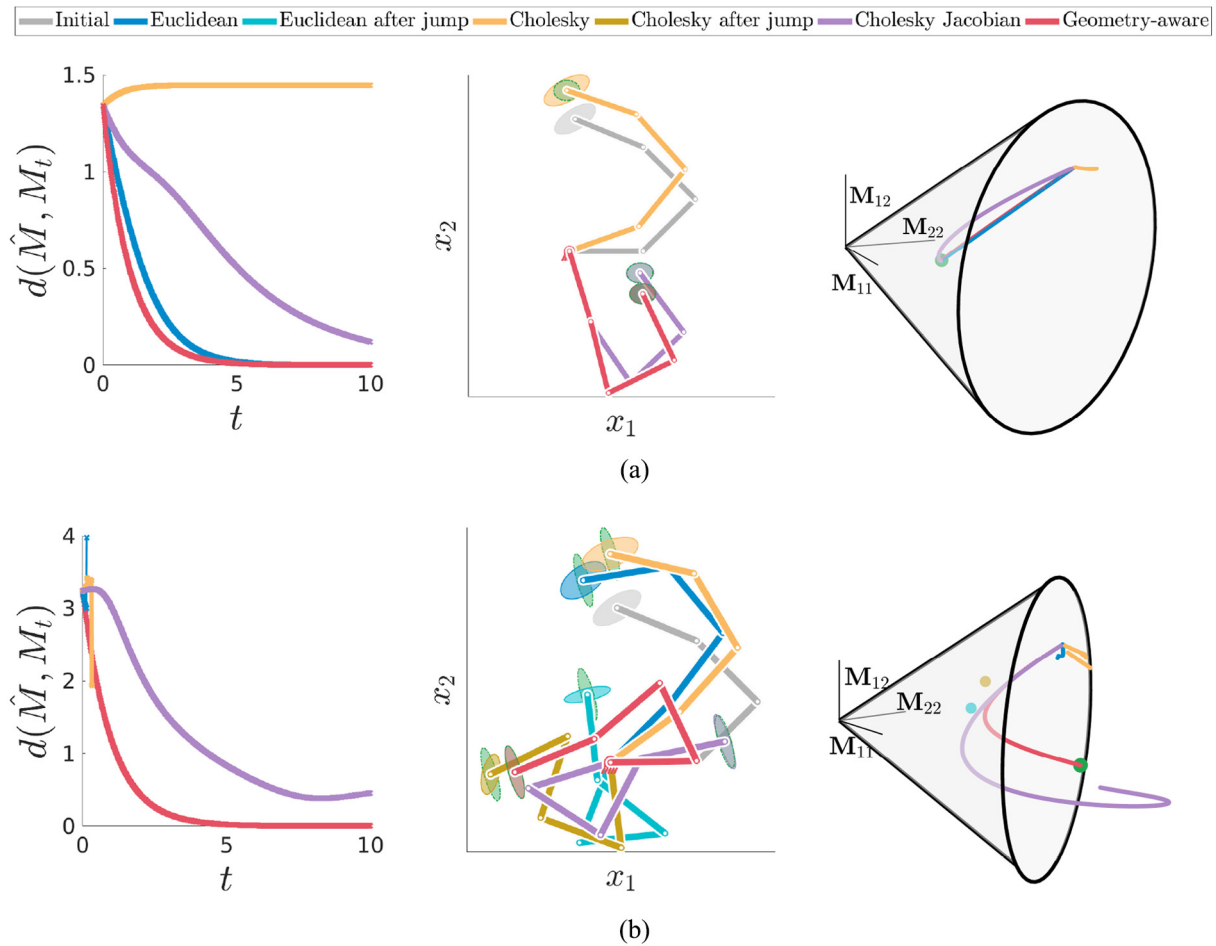 Initial Euclidean Euclidean after jump Cholesky Cholesky after jump Cholesky Jacobian Geometry-aware
1.5
1
0.5
0
0 5 10
d(M̂, M_t)
t
x_2
x_1
M_12
M_22
M_11
(a)
4
3
2
1
0
0 5 10
d(M̂, M_t)
t
x_2
x_1
M_12
M_22
M_11
(b)